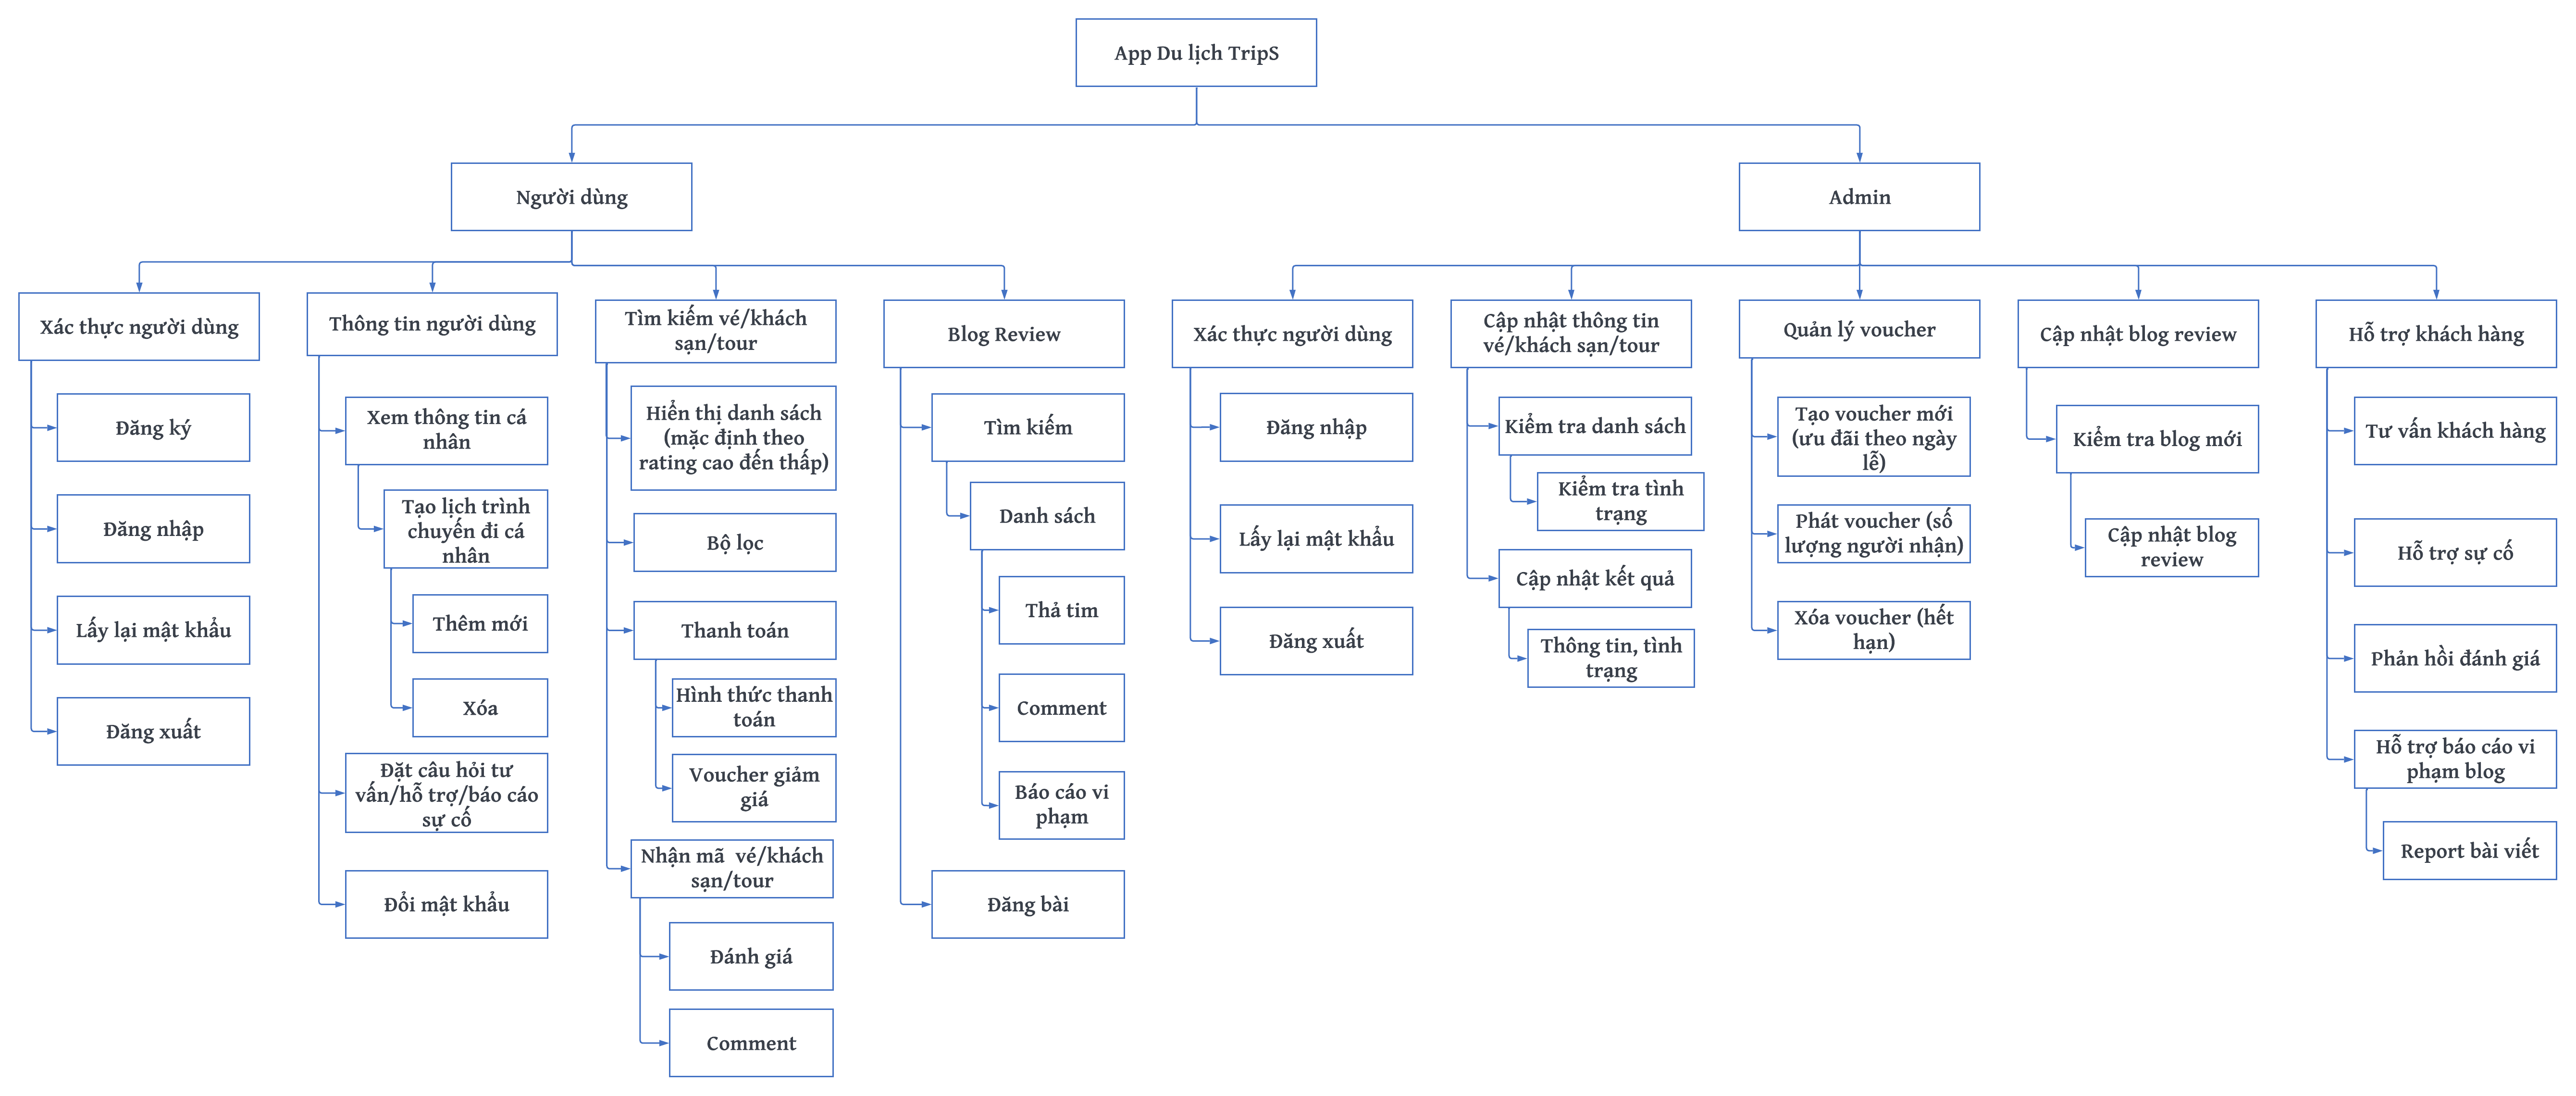 App Du lịch TripS
Người dùng
Admin
Xác thực người dùng
Đăng ký
Đăng nhập
Lấy lại mật khẩu
Đăng xuất
Thông tin người dùng
Xem thông tin cá
nhân
Tạo lịch trình
chuyến đi cá
nhân
Thêm mới
Xóa
Đặt câu hỏi tư
vấn/hỗ trợ/báo cáo
sự cố
Đổi mật khẩu
Tìm kiếm vé/khách
sạn/tour
Hiển thị danh sách
(mặc định theo
rating cao đến thấp)
Bộ lọc
Thanh toán
Hình thức thanh
toán
Voucher giảm
giá
Nhận mã  vé/khách
sạn/tour
Đánh giá
Comment
Blog Review
Tìm kiếm
Danh sách
Thả tim
Comment
Báo cáo vi
phạm
Đăng bài
Xác thực người dùng
Đăng nhập
Lấy lại mật khẩu
Đăng xuất
Cập nhật thông tin
vé/khách sạn/tour
Kiểm tra danh sách
Kiểm tra tình
trạng
Cập nhật kết quả
Thông tin, tình
trạng
Quản lý voucher
Tạo voucher mới
(ưu đãi theo ngày
lễ)
Phát voucher (số
lượng người nhận)
Xóa voucher (hết
hạn)
Cập nhật blog review
Kiểm tra blog mới
Cập nhật blog
review
Hỗ trợ khách hàng
Tư vấn khách hàng
Hỗ trợ sự cố
Phản hồi đánh giá
Hỗ trợ báo cáo vi
phạm blog
Report bài viết